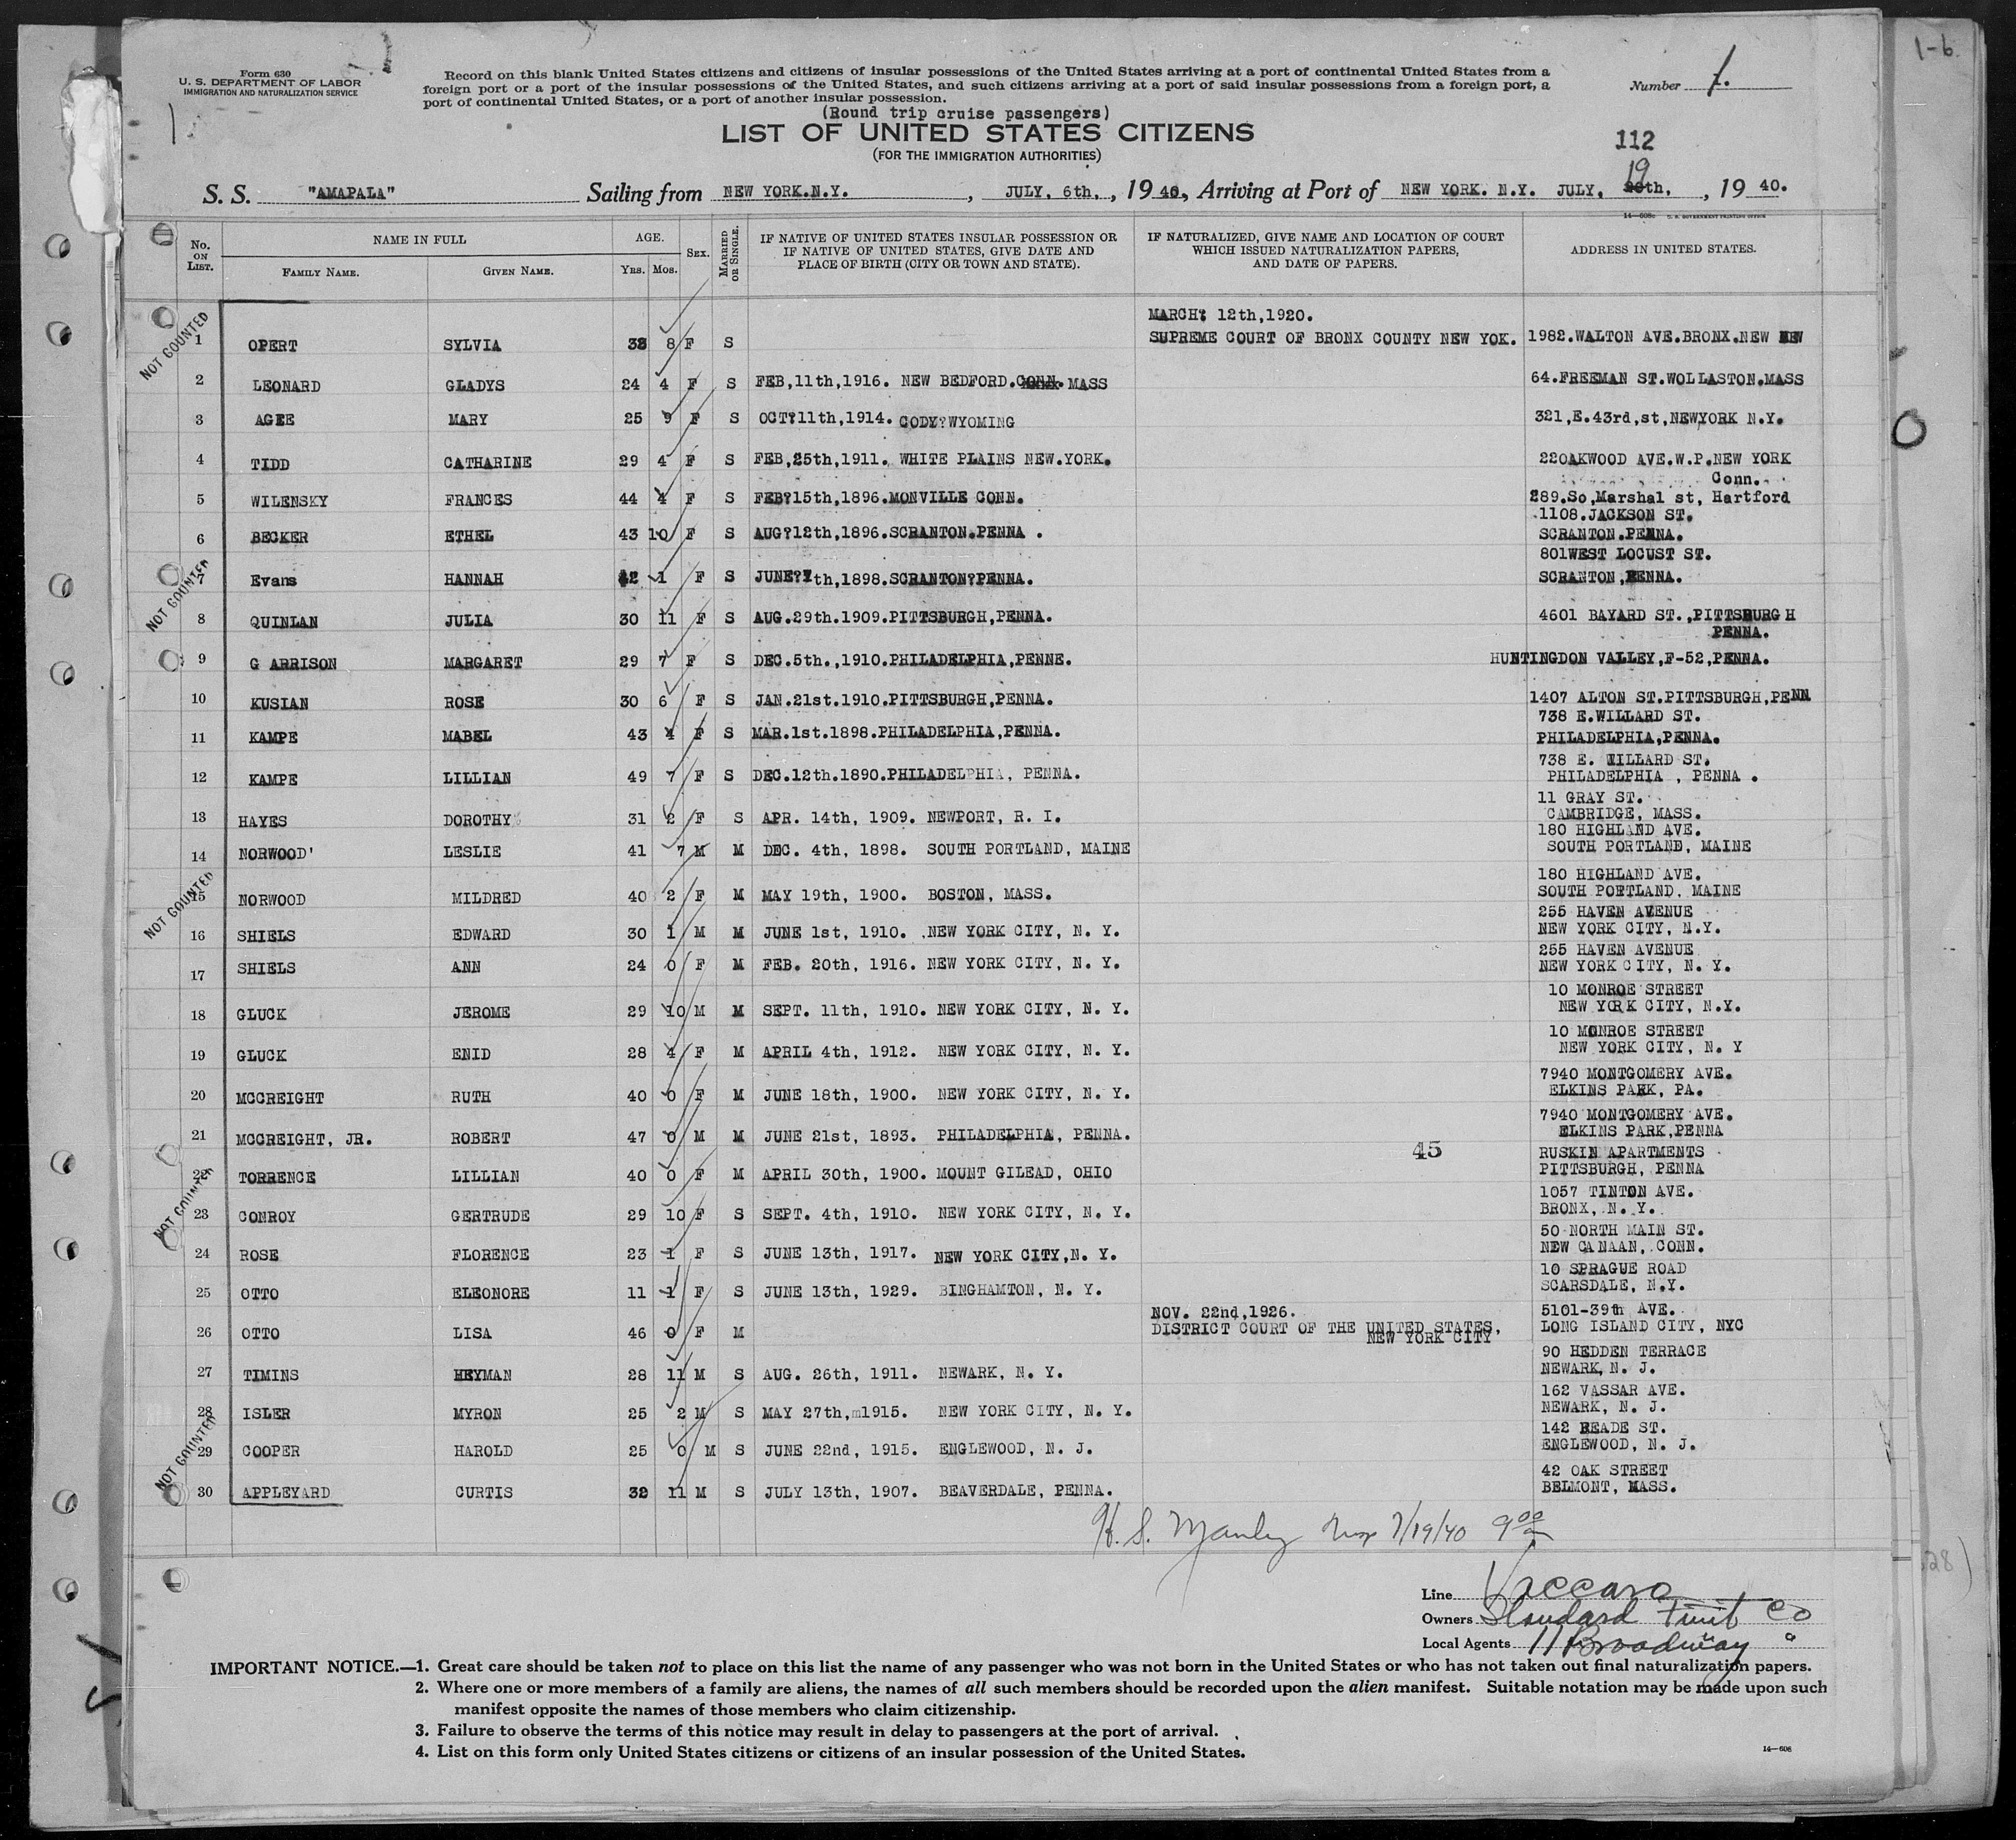 1-6
Form 630
U. S. DEPARTMENT OF LABOR
IMMIGRATION AND NATURALIZATION SERVICE
Record on this blank United States citizens and citizens of insular possessions of the United States arriving at a port of continental United States from a
foreign port or a port of the insular possessions of the United States, and such citizens arriving at a port of said insular possessions from a foreign port, a
port of continental United States, or a port of another insular possession.
Number 1.
(Round trip cruise passengers)
LIST OF UNITED STATES CITIZENS
(FOR THE IMMIGRATION AUTHORITIES)
112
19
S. S. "AMAPALA" Sailing from NEW YORK.N.Y. , JULY, 6th, , 19 40, Arriving at Port of NEW YORK. N.Y. JULY, 20th, , 19 40.
14—608c U. S. GOVERNMENT PRINTING OFFICE
No. ON LIST. NAME IN FULL FAMILY NAME. GIVEN NAME. AGE. YRS. MOS. SEX. MARRIED OR SINGLE.
IF NATIVE OF UNITED STATES INSULAR POSSESSION OR
IF NATIVE OF UNITED STATES, GIVE DATE AND
PLACE OF BIRTH (CITY OR TOWN AND STATE).
IF NATURALIZED, GIVE NAME AND LOCATION OF COURT
WHICH ISSUED NATURALIZATION PAPERS,
AND DATE OF PAPERS.
ADDRESS IN UNITED STATES.
NOT COUNTED
MARCH: 12th,1920.
1 OPERT SYLVIA 38 8 F S SUPREME COURT OF BRONX COUNTY NEW YOK. 1982.WALTON AVE.BRONX.NEW NEW
2 LEONARD GLADYS 24 4 F S FEB,11th,1916. NEW BEDFORD.CONN. MASS 64.FREEMAN ST.WOLLASTON.MASS
3 AGEE MARY 25 9 F S OCT?11th,1914. CODY?WYOMING 321,E.43rd,st,NEWYORK N.Y.
4 TIDD CATHARINE 29 4 F S FEB,25th,1911. WHITE PLAINS NEW.YORK. 22OAKWOOD AVE.W.P.NEW YORK
Conn.
5 WILENSKY FRANCES 44 4 F S FEB?15th,1896.MONVILLE CONN. 289.So,Marshal st, Hartford
1108.JACKSON ST.
6 BECKER ETHEL 43 10 F S AUG?12th,1896.SCRANTON.PENNA . SCRANTON.PENNA.
801WEST LOCUST ST.
NOT COUNTED
7 Evans HANNAH 42 1 F S JUNE?7th,1898.SCRANTON?PENNA. SCRANTON,PENNA.
8 QUINLAN JULIA 30 11 F S AUG.29th.1909.PITTSBURGH,PENNA. 4601 BAYARD ST.,PITTSBURGH
PENNA.
9 G ARRISON MARGARET 29 7 F S DEC.5th.,1910.PHILADELPHIA,PENNE. HUNTINGDON VALLEY,F-52,PENNA.
10 KUSIAN ROSE 30 6 F S JAN.21st.1910.PITTSBURGH,PENNA. 1407 ALTON ST.PITTSBURGH,PENN
738 E.WILLARD ST.
11 KAMPE MABEL 43 4 F S MAR.1st.1898.PHILADELPHIA,PENNA. PHILADELPHIA,PENNA.
738 E. WILLARD ST.
12 KAMPE LILLIAN 49 7 F S DEC.12th.1890.PHILADELPHIA, PENNA. PHILADELPHIA , PENNA .
11 GRAY ST.
13 HAYES DOROTHY 31 2 F S APR. 14th, 1909. NEWPORT, R. I. CAMBRIDGE, MASS.
180 HIGHLAND AVE.
14 NORWOOD' LESLIE 41 7 M M DEC. 4th, 1898. SOUTH PORTLAND, MAINE SOUTH PORTLAND, MAINE
180 HIGHLAND AVE.
NOT COUNTED
15 NORWOOD MILDRED 40 2 F M MAY 19th, 1900. BOSTON, MASS. SOUTH PORTLAND, MAINE
255 HAVEN AVENUE
16 SHIELS EDWARD 30 1 M M JUNE 1st, 1910. NEW YORK CITY, N. Y. NEW YORK CITY, N.Y.
255 HAVEN AVENUE
17 SHIELS ANN 24 0 F M FEB. 20th, 1916. NEW YORK CITY, N. Y. NEW YORK CITY, N. Y.
10 MONROE STREET
18 GLUCK JEROME 29 10 M M SEPT. 11th, 1910. NEW YORK CITY, N. Y. NEW YORK CITY, N.Y.
10 MONROE STREET
19 GLUCK ENID 28 4 F M APRIL 4th, 1912. NEW YORK CITY, N. Y. NEW YORK CITY, N. Y
7940 MONTGOMERY AVE.
20 MCCREIGHT RUTH 40 0 F M JUNE 18th, 1900. NEW YORK CITY, N. Y. ELKINS PARK, PA.
7940 MONTGOMERY AVE.
21 MCCREIGHT, JR. ROBERT 47 0 M M JUNE 21st, 1893. PHILADELPHIA, PENNA. 45 ELKINS PARK,PENNA
RUSKIN APARTMENTS
NOT COUNTED
22 TORRENCE LILLIAN 40 0 F M APRIL 30th, 1900. MOUNT GILEAD, OHIO PITTSBURGH, PENNA
1057 TINTON AVE.
23 CONROY GERTRUDE 29 10 F S SEPT. 4th, 1910. NEW YORK CITY, N. Y. BRONX, N. Y.
50 NORTH MAIN ST.
24 ROSE FLORENCE 23 1 F S JUNE 13th, 1917. NEW YORK CITY,N. Y. NEW CANAAN, CONN.
10 SPRAGUE ROAD
25 OTTO ELEONORE 11 1 F S JUNE 13th, 1929. BINGHAMTON, N. Y. SCARSDALE, N.Y.
NOV. 22nd,1926. 5101-39th AVE.
26 OTTO LISA 46 0 F M DISTRICT COURT OF THE UNITED STATES, LONG ISLAND CITY, NYC
NEW YORK CITY
90 HEDDEN TERRACE
27 TIMINS HEYMAN 28 11 M S AUG. 26th, 1911. NEWARK, N. Y. NEWARK, N. J.
162 VASSAR AVE.
28 ISLER MYRON 25 2 M S MAY 27th,m1915. NEW YORK CITY, N. Y. NEWARK, N. J.
142 READE ST.
NOT COUNTED
29 COOPER HAROLD 25 0 M S JUNE 22nd, 1915. ENGLEWOOD, N. J. ENGLEWOOD, N. J.
42 OAK STREET
30 APPLEYARD CURTIS 32 11 M S JULY 13th, 1907. BEAVERDALE, PENNA. BELMONT, MASS.
H. S. Manley 7/19/40 9 00
28)
Line Vaccaro
Owners Standard Fruit Co
Local Agents 11 Broadway
IMPORTANT NOTICE.—1. Great care should be taken not to place on this list the name of any passenger who was not born in the United States or who has not taken out final naturalization papers.
2. Where one or more members of a family are aliens, the names of all such members should be recorded upon the alien manifest. Suitable notation may be made upon such
manifest opposite the names of those members who claim citizenship.
3. Failure to observe the terms of this notice may result in delay to passengers at the port of arrival.
4. List on this form only United States citizens or citizens of an insular possession of the United States.
14—608